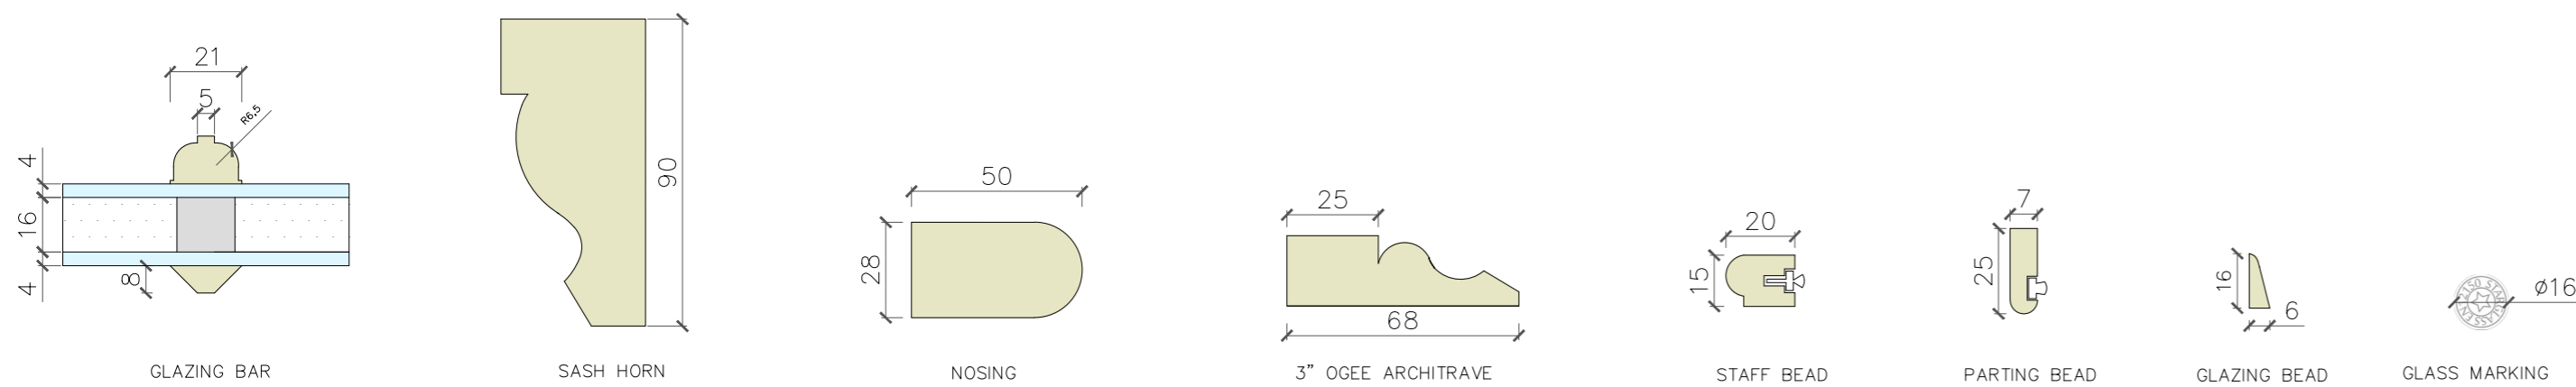 21
5
R6,5
4
16
4
8
GLAZING BAR
90
SASH HORN
50
28
NOSING
25
68
3” OGEE ARCHITRAVE
20
15
STAFF BEAD
7
25
PARTING BEAD
16
6
GLAZING BEAD
ø16
GLASS MARKING